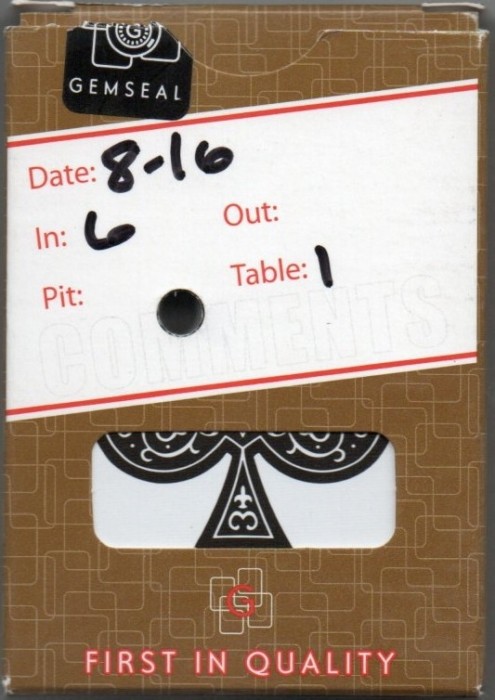 G
GEMSEAL
Date: 8-16
In: 6 Out:
Pit: Table: 1
COMMENTS
G
FIRST IN QUALITY